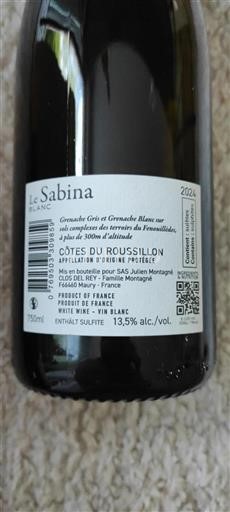 Le Sabina
BLANC
2024
Grenache Gris et Grenache Blanc sur
sols complexes des terroirs du Fenouillèdes,
à plus de 300m d'altitude
CÔTES DU ROUSSILLON
APPELLATION D'ORIGINE PROTÉGÉE
Mis en bouteille pour SAS Julien Montagné
CLOS DEL REY - Famille Montagné
F66460 Maury - France
PRODUCT OF FRANCE
PRODUIT DE FRANCE
WHITE WINE - VIN BLANC
ENTHÄLT SULFITE
13,5% alc./vol.
750ml
Contient : sulfites
Contains : sulphites